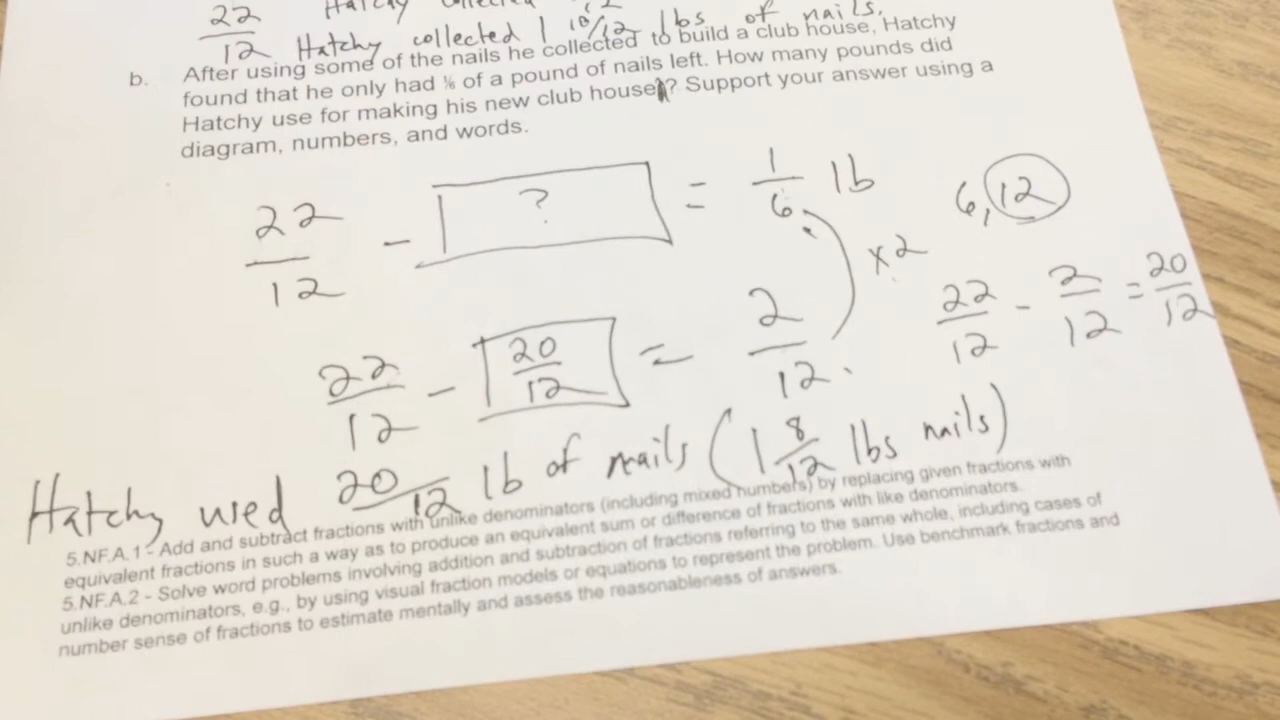 22/12 Hatchy collected
Hatchy collected 1 10/12 lbs of nails.
b. After using some of the nails he collected to build a club house, Hatchy
found that he only had ⅙ of a pound of nails left. How many pounds did
Hatchy use for making his new club house? Support your answer using a
diagram, numbers, and words.
22/12 - ? = 1/6 lb 6, 12
x2
22/12 - 20/12 = 2/12. 22/12 - 2/12 = 20/12
Hatchy used 20/12 lb of nails (1 8/12 lbs nails)
5.NF.A.1 - Add and subtract fractions with unlike denominators (including mixed numbers) by replacing given fractions with
equivalent fractions in such a way as to produce an equivalent sum or difference of fractions with like denominators.
5.NF.A.2 - Solve word problems involving addition and subtraction of fractions referring to the same whole, including cases of
unlike denominators, e.g., by using visual fraction models or equations to represent the problem. Use benchmark fractions and
number sense of fractions to estimate mentally and assess the reasonableness of answers.